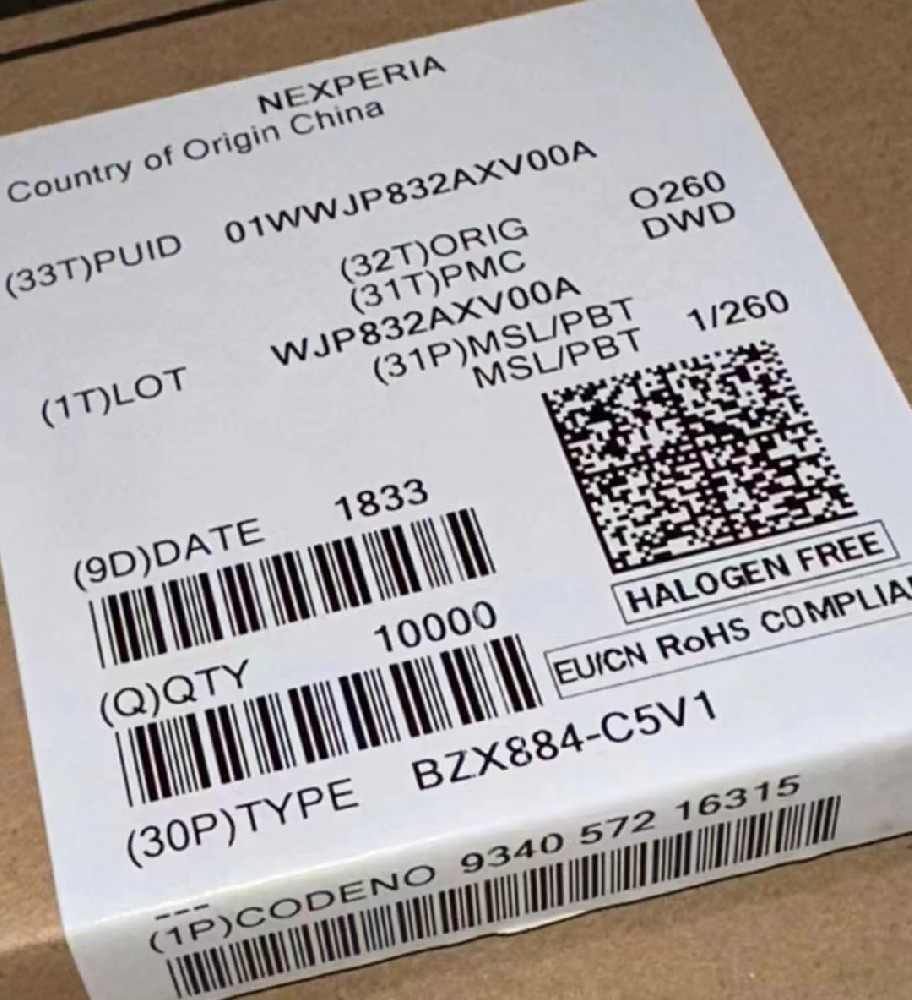 NEXPERIA
Country of Origin China
(33T)PUID 01WWJP832AXV00A
(32T)ORIG O260
(31T)PMC DWD
(1T)LOT WJP832AXV00A
(31P)MSL/PBT 1/260
MSL/PBT
(9D)DATE 1833
(Q)QTY 10000
HALOGEN FREE
EU/CN RoHS COMPLIA
(30P)TYPE BZX884-C5V1
---
(1P)CODENO 9340 572 16315